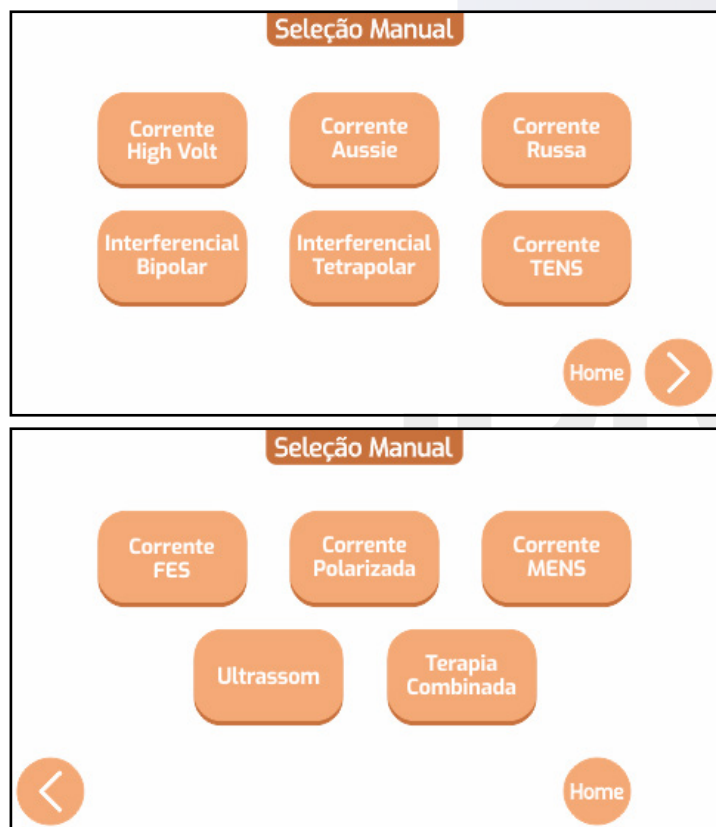 Seleção Manual
Corrente
High Volt
Corrente
Aussie
Corrente
Russa
Interferencial
Bipolar
Interferencial
Tetrapolar
Corrente
TENS
Home
Seleção Manual
Corrente
FES
Corrente
Polarizada
Corrente
MENS
Ultrassom
Terapia
Combinada
Home